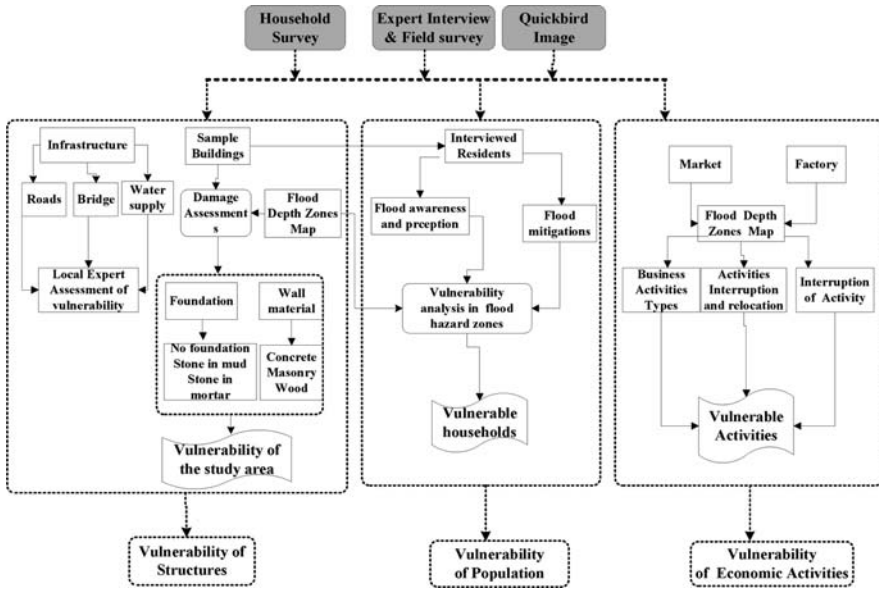 Household
Survey
Expert Interview
& Field survey
Quickbird
Image
Infrastructure
Roads
Bridge
Water
supply
Local Expert
Assessment of
vulnerability
Sample
Buildings
Damage
Assessment
s
Flood
Depth Zones
Map
Foundation
Wall
material
No foundation
Stone in mud
Stone in
mortar
Concrete
Masonry
Wood
Vulnerability of
the study area
Interviewed
Residents
Flood awareness
and prception
Flood
mitigations
Vulnerability
analysis in flood
hazard zones
Vulnerable
households
Market
Factory
Flood Depth
Zones Map
Business
Activities
Types
Activities
Interruption
and relocation
Interruption
of Activity
Vulnerable
Activities
Vulnerability of
Structures
Vulnerability
of Population
Vulnerability
of Economic Activities